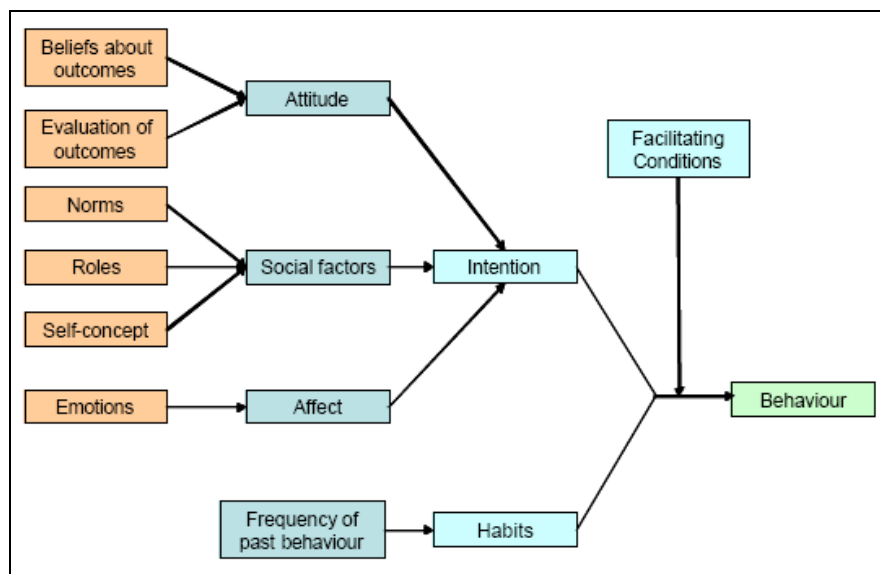 Beliefs about
outcomes
Attitude
Evaluation of
outcomes
Facilitating
Conditions
Norms
Roles
Social factors
Intention
Self-concept
Emotions
Affect
Behaviour
Frequency of
past behaviour
Habits